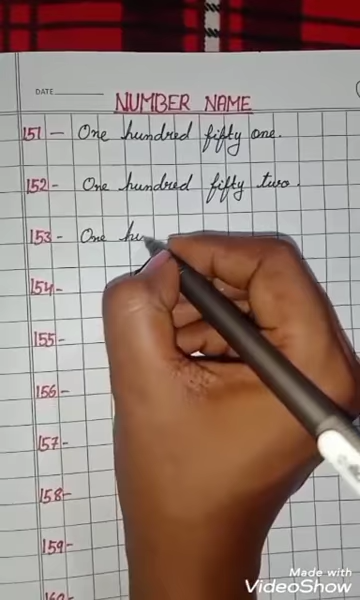 DATE
NUMBER NAME
151 - One hundred fifty one.
152 - One hundred fifty two.
153 - One hu
154 -
155 -
156 -
157 -
158 -
159 -
160 -
Made with
VideoShow